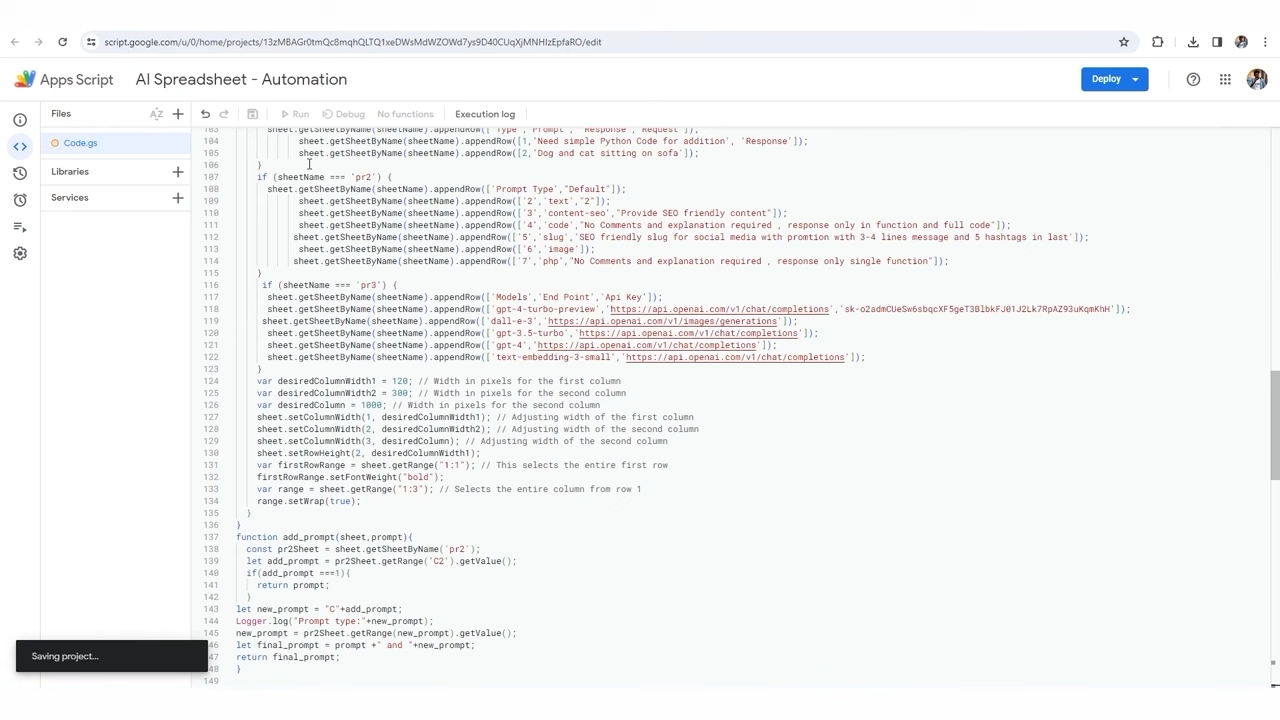 script.google.com/u/0/home/projects/13zMBAGr0tmQc8mqhQLTQ1xeDWsMdWZOWd7ys9D40CUqXjMNHIzEpfaRO/edit
Apps Script AI Spreadsheet - Automation Deploy
Files AZ Run Debug No functions Execution log
Code.gs
Libraries
Services
103 sheet.getSheetByName(sheetName).appendRow(['Type','Prompt','Response','Request']);
104 sheet.getSheetByName(sheetName).appendRow([1,'Need simple Python Code for addition', 'Response']);
105 sheet.getSheetByName(sheetName).appendRow([2,'Dog and cat sitting on sofa']);
106 }
107 if (sheetName === 'pr2') {
108 sheet.getSheetByName(sheetName).appendRow(['Prompt Type',"Default"]);
109 sheet.getSheetByName(sheetName).appendRow(['2','text',"2"]);
110 sheet.getSheetByName(sheetName).appendRow(['3','content-seo',"Provide SEO friendly content"]);
111 sheet.getSheetByName(sheetName).appendRow(['4','code',"No Comments and explanation required , response only in function and full code"]);
112 sheet.getSheetByName(sheetName).appendRow(['5','slug','SEO friendly slug for social media with promtion with 3-4 lines message and 5 hashtags in last']);
113 sheet.getSheetByName(sheetName).appendRow(['6','image']);
114 sheet.getSheetByName(sheetName).appendRow(['7','php',"No Comments and explanation required , response only single function"]);
115 }
116 if (sheetName === 'pr3') {
117 sheet.getSheetByName(sheetName).appendRow(['Models','End Point','Api Key']);
118 sheet.getSheetByName(sheetName).appendRow(['gpt-4-turbo-preview','https://api.openai.com/v1/chat/completions',
119 sheet.getSheetByName(sheetName).appendRow(['dall-e-3','https://api.openai.com/v1/images/generations']);
120 sheet.getSheetByName(sheetName).appendRow(['gpt-3.5-turbo','https://api.openai.com/v1/chat/completions']);
121 sheet.getSheetByName(sheetName).appendRow(['gpt-4','https://api.openai.com/v1/chat/completions']);
122 sheet.getSheetByName(sheetName).appendRow(['text-embedding-3-small','https://api.openai.com/v1/chat/completions']);
123 }
124 var desiredColumnWidth1 = 120; // Width in pixels for the first column
125 var desiredColumnWidth2 = 300; // Width in pixels for the second column
126 var desiredColumn = 1000; // Width in pixels for the second column
127 sheet.setColumnWidth(1, desiredColumnWidth1); // Adjusting width of the first column
128 sheet.setColumnWidth(2, desiredColumnWidth2); // Adjusting width of the second column
129 sheet.setColumnWidth(3, desiredColumn); // Adjusting width of the second column
130 sheet.setRowHeight(2, desiredColumnWidth1);
131 var firstRowRange = sheet.getRange("1:1"); // This selects the entire first row
132 firstRowRange.setFontWeight("bold");
133 var range = sheet.getRange("1:3"); // Selects the entire column from row 1
134 range.setWrap(true);
135 }
136 }
137 function add_prompt(sheet,prompt){
138 const pr2Sheet = sheet.getSheetByName('pr2');
139 let add_prompt = pr2Sheet.getRange('C2').getValue();
140 if(add_prompt ===1){
141 return prompt;
142 }
143 let new_prompt = "C"+add_prompt;
144 Logger.log("Prompt type:"+new_prompt);
145 new_prompt = pr2Sheet.getRange(new_prompt).getValue();
Saving project... 46 let final_prompt = prompt +" and "+new_prompt;
47 return final_prompt;
48 }
149